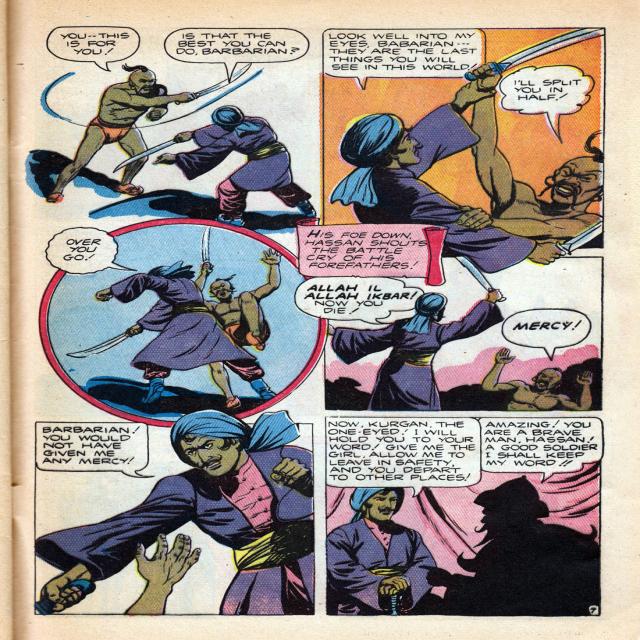 YOU--THIS
IS FOR
YOU!
IS THAT THE
BEST YOU CAN
DO, BARBARIAN?
LOOK WELL INTO MY
EYES, BABARIAN---
THEY ARE THE LAST
THINGS YOU WILL
SEE IN THIS WORLD!
I'LL SPLIT
YOU IN
HALF!
OVER
YOU
GO!
HIS FOE DOWN,
HASSAN SHOUTS
THE BATTLE
CRY OF HIS
FOREFATHERS!
ALLAH IL
ALLAH IKBAR!
NOW YOU
DIE!
MERCY!
BARBARIAN!
YOU WOULD
NOT HAVE
GIVEN ME
ANY MERCY!
NOW, KURGAN, THE
ONE-EYED! I WILL
HOLD YOU TO YOUR
WORD! GIVE ME THE
GIRL, ALLOW ME TO
LEAVE IN SAFETY,
AND YOU DEPART
TO OTHER PLACES!
AMAZING! YOU
ARE A BRAVE
MAN, HASSAN!
A GOOD SOLDIER
I SHALL KEEP
MY WORD!!
7